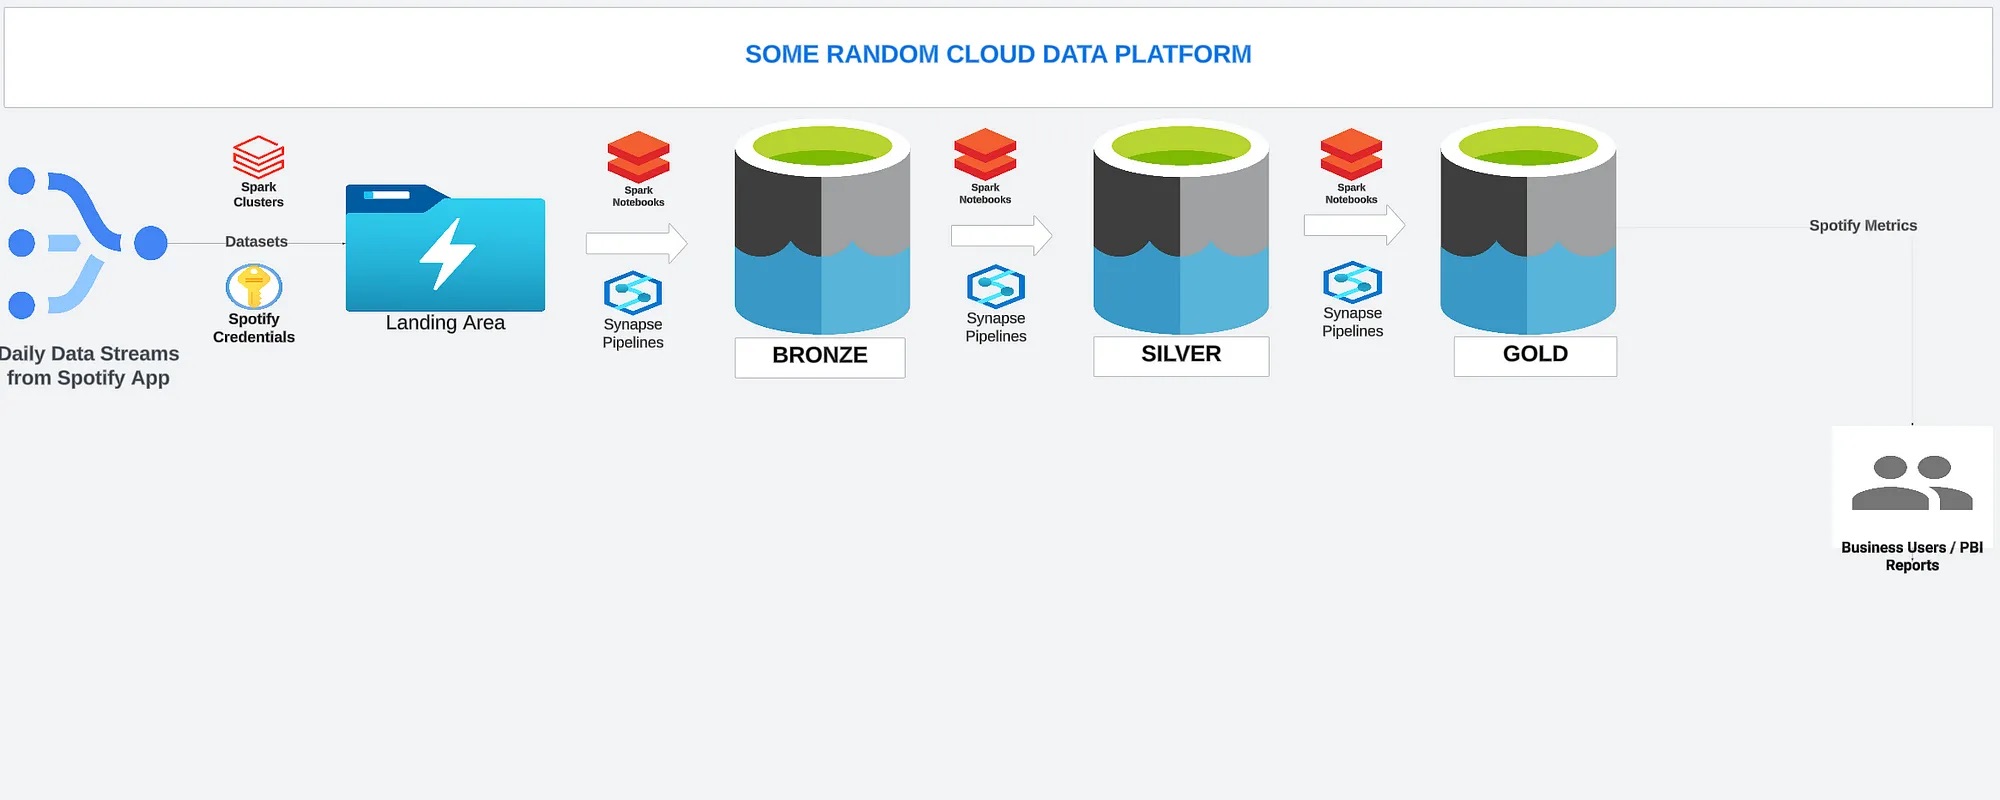 SOME RANDOM CLOUD DATA PLATFORM
Spark
Clusters
Datasets
Spotify
Credentials
Daily Data Streams
from Spotify App
Landing Area
Spark
Notebooks
Synapse
Pipelines
BRONZE
Spark
Notebooks
Synapse
Pipelines
SILVER
Spark
Notebooks
Synapse
Pipelines
GOLD
Spotify Metrics
Business Users / PBI
Reports